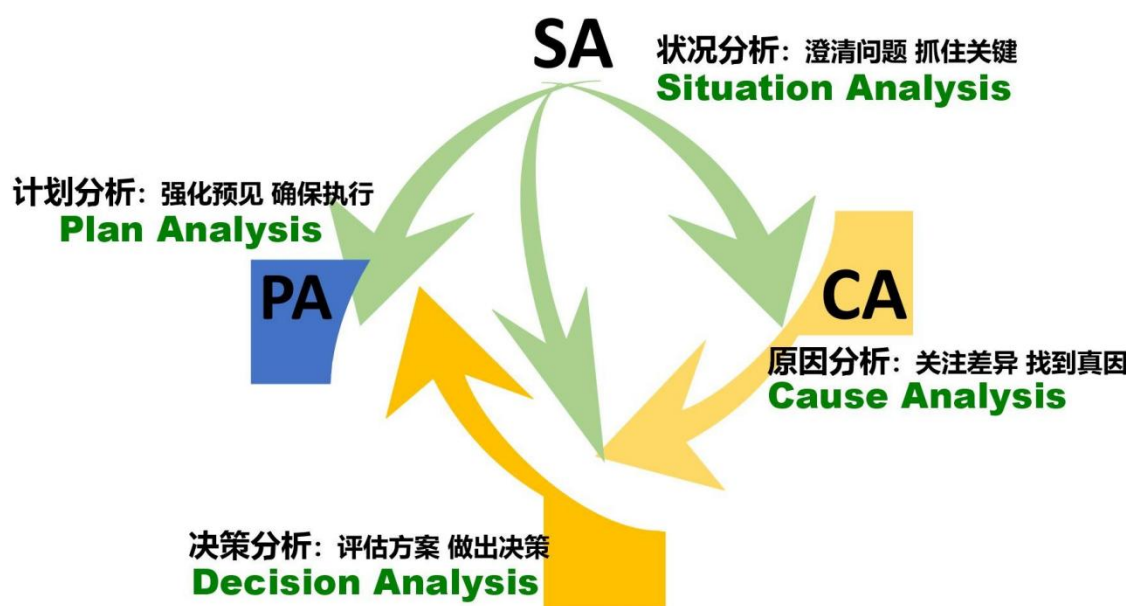 SA
状况分析：澄清问题 抓住关键
Situation Analysis
计划分析：强化预见 确保执行
Plan Analysis
PA
CA
原因分析：关注差异 找到真因
Cause Analysis
决策分析：评估方案 做出决策
Decision Analysis